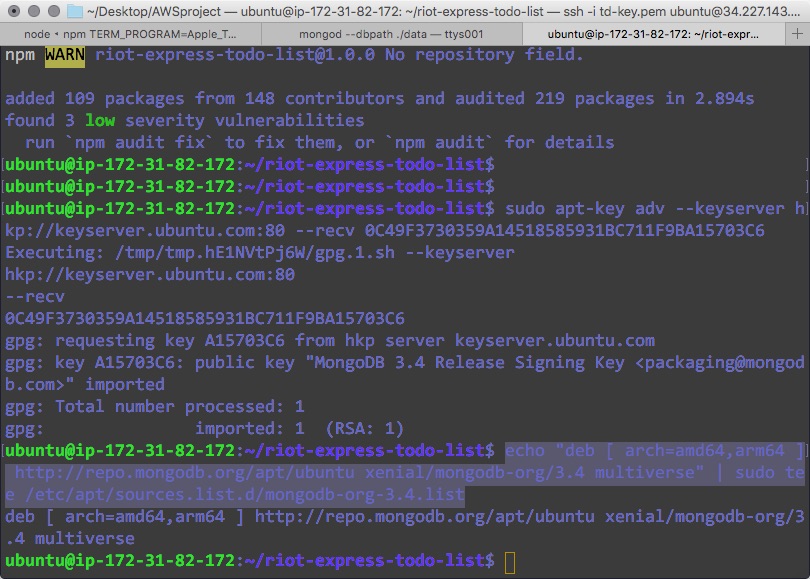 ~/Desktop/AWSproject — ubuntu@ip-172-31-82-172: ~/riot-express-todo-list — ssh -i td-key.pem ubuntu@34.227.143....
node ◂ npm TERM_PROGRAM=Apple_T... mongod --dbpath ./data — ttys001 ubuntu@ip-172-31-82-172: ~/riot-expr... +
npm WARN riot-express-todo-list@1.0.0 No repository field.
added 109 packages from 148 contributors and audited 219 packages in 2.894s
found 3 low severity vulnerabilities
  run `npm audit fix` to fix them, or `npm audit` for details
[ubuntu@ip-172-31-82-172:~/riot-express-todo-list$ ]
[ubuntu@ip-172-31-82-172:~/riot-express-todo-list$ ]
[ubuntu@ip-172-31-82-172:~/riot-express-todo-list$ sudo apt-key adv --keyserver h]
kp://keyserver.ubuntu.com:80 --recv 0C49F3730359A14518585931BC711F9BA15703C6
Executing: /tmp/tmp.hE1NVtPj6W/gpg.1.sh --keyserver
hkp://keyserver.ubuntu.com:80
--recv
0C49F3730359A14518585931BC711F9BA15703C6
gpg: requesting key A15703C6 from hkp server keyserver.ubuntu.com
gpg: key A15703C6: public key "MongoDB 3.4 Release Signing Key <packaging@mongod
b.com>" imported
gpg: Total number processed: 1
gpg:               imported: 1  (RSA: 1)
[ubuntu@ip-172-31-82-172:~/riot-express-todo-list$ echo "deb [ arch=amd64,arm64 ]]
 http://repo.mongodb.org/apt/ubuntu xenial/mongodb-org/3.4 multiverse" | sudo te
e /etc/apt/sources.list.d/mongodb-org-3.4.list
deb [ arch=amd64,arm64 ] http://repo.mongodb.org/apt/ubuntu xenial/mongodb-org/3
.4 multiverse
ubuntu@ip-172-31-82-172:~/riot-express-todo-list$